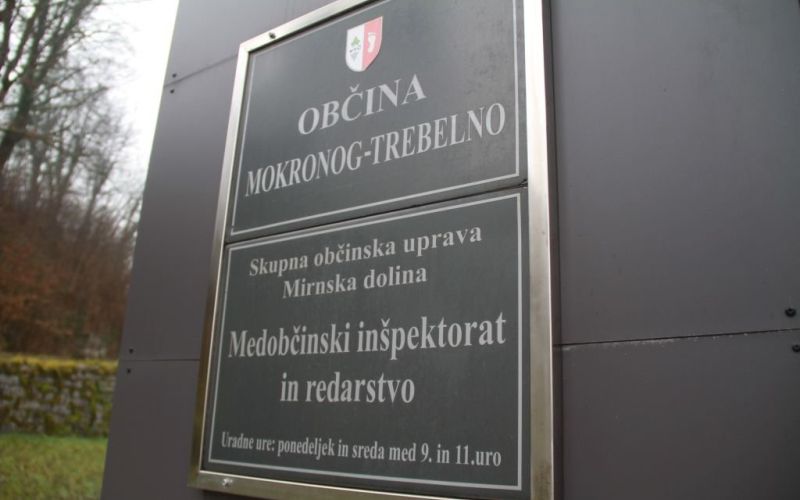 OBČINA
MOKRONOG-TREBELNO
Skupna občinska uprava
Mirnska dolina
Medobčinski inšpektorat
in redarstvo
Uradne ure: ponedeljek in sreda med 9. in 11.uro